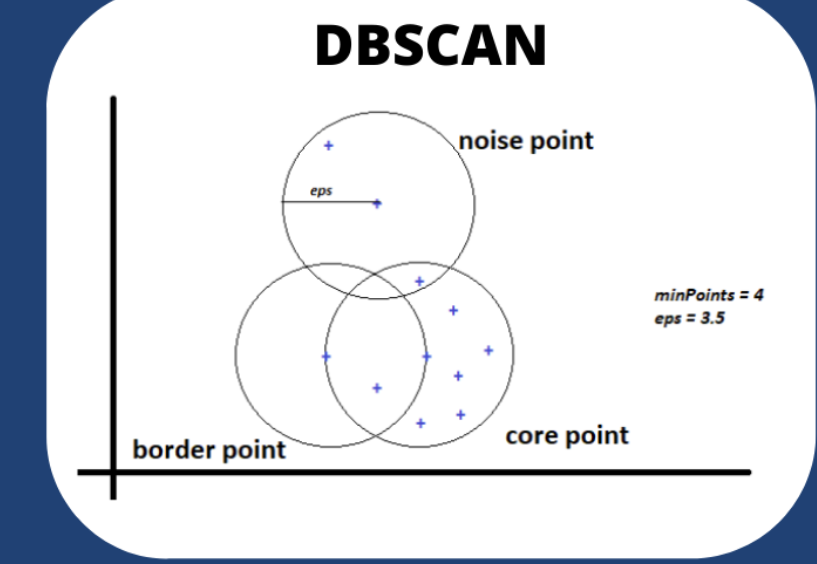 DBSCAN
noise point
eps
minPoints = 4
eps = 3.5
core point
border point